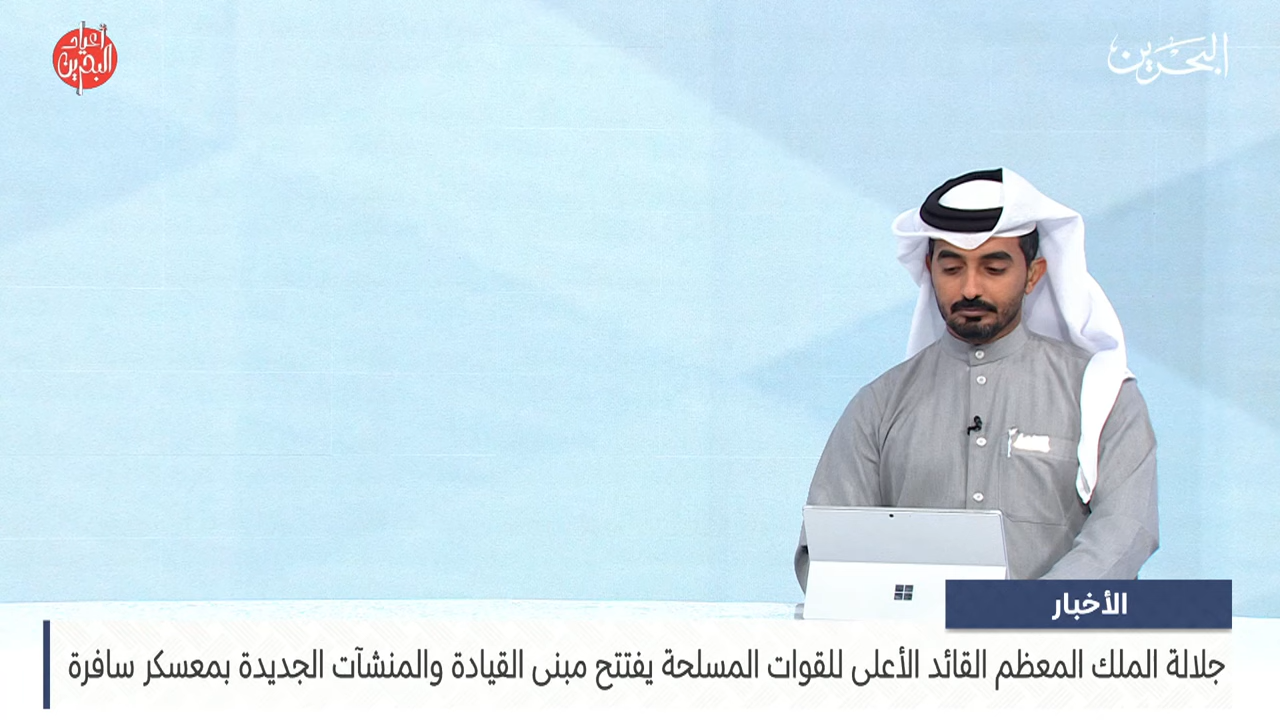 أعياد
البحرين
البحرين
الأخبار
جلالة الملك المعظم القائد الأعلى للقوات المسلحة يفتتح مبنى القيادة والمنشآت الجديدة بمعسكر سافرة